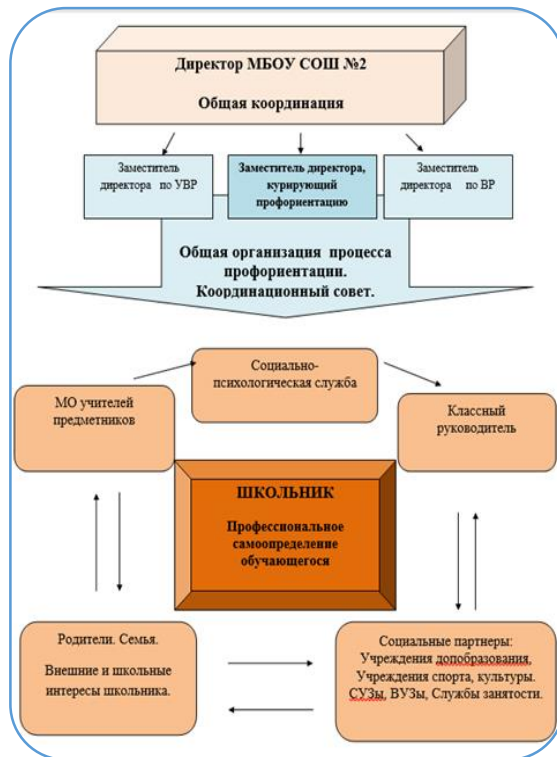 Директор МБОУ СОШ №2
Общая координация
Заместитель
директора по УВР
Заместитель директора,
курирующий
профориентацию
Заместитель
директора по ВР
Общая организация процесса
профориентации.
Координационный совет.
Социально-
психологическая служба
МО учителей
предметников
Классный
руководитель
ШКОЛЬНИК
Профессиональное
самоопределение
обучающегося
Родители. Семья.
Внешние и школьные
интересы школьника.
Социальные партнеры:
Учреждения допобразования,
Учреждения спорта, культуры.
СУЗы, ВУЗы, Службы занятости.